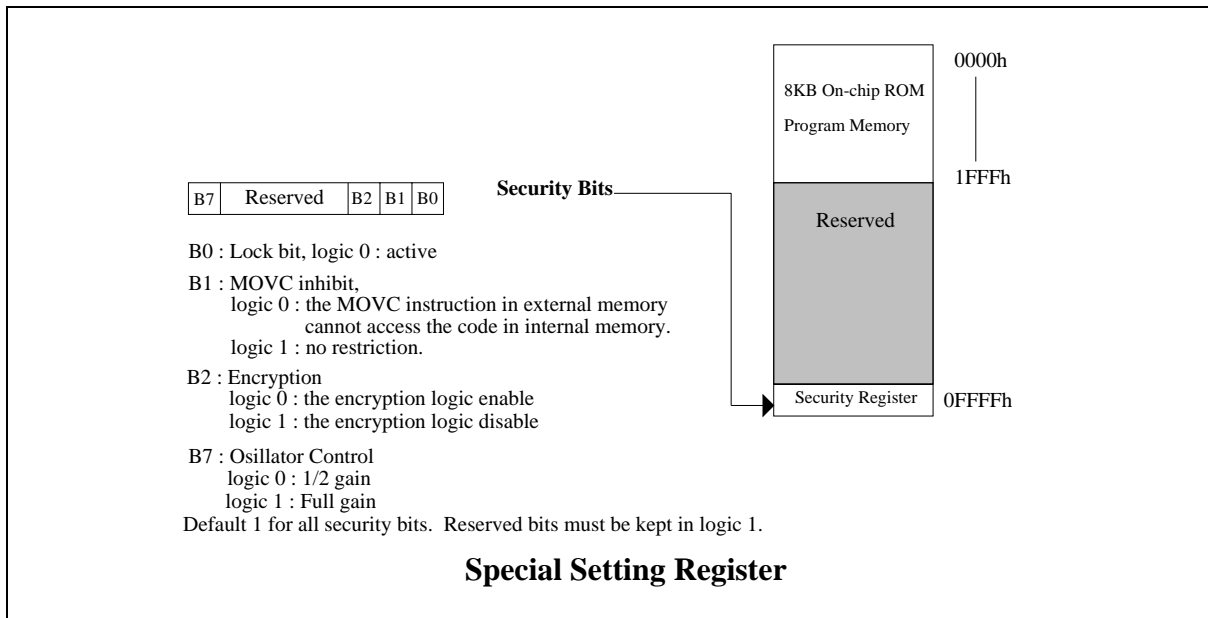 0000h
8KB On-chip ROM
Program Memory
1FFFh
B7 Reserved B2 B1 B0
Security Bits
Reserved
B0 : Lock bit, logic 0 : active
B1 : MOVC inhibit,
logic 0 : the MOVC instruction in external memory
cannot access the code in internal memory.
logic 1 : no restriction.
B2 : Encryption
logic 0 : the encryption logic enable
logic 1 : the encryption logic disable
Security Register
0FFFFh
B7 : Osillator Control
logic 0 : 1/2 gain
logic 1 : Full gain
Default 1 for all security bits. Reserved bits must be kept in logic 1.
Special Setting Register